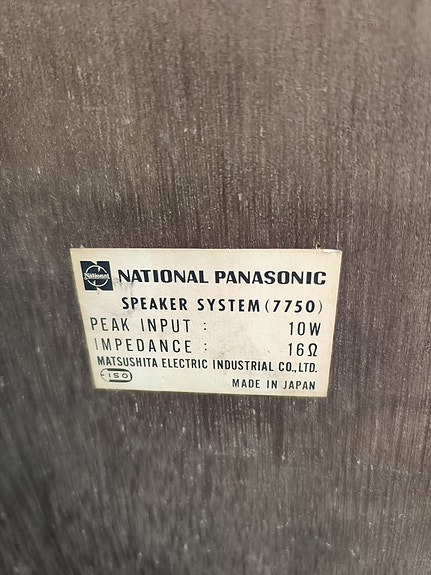 National NATIONAL PANASONIC
SPEAKER SYSTEM (7750)
PEAK INPUT : 10W
IMPEDANCE : 16Ω
MATSUSHITA ELECTRIC INDUSTRIAL CO., LTD.
ISO MADE IN JAPAN